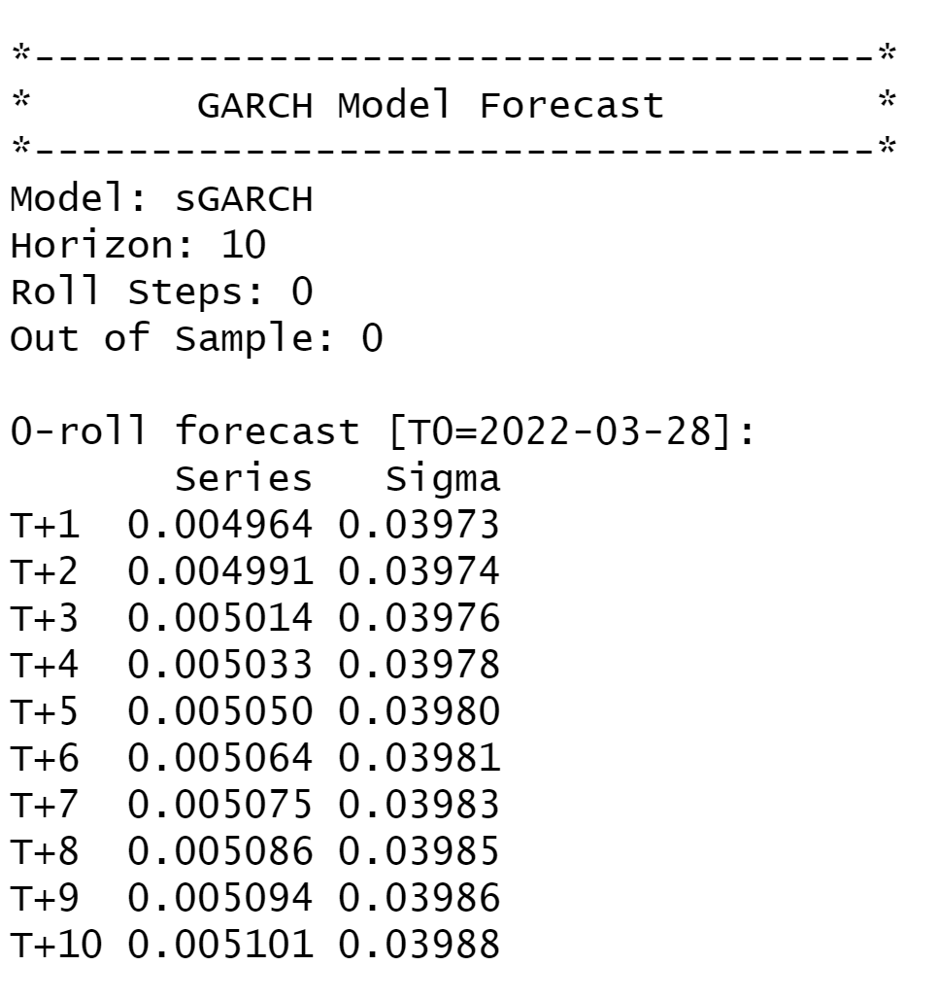 *------------------------------------*
*       GARCH Model Forecast         *
*------------------------------------*
Model: sGARCH
Horizon: 10
Roll Steps: 0
Out of Sample: 0

0-roll forecast [T0=2022-03-28]:
       Series   Sigma
T+1  0.004964 0.03973
T+2  0.004991 0.03974
T+3  0.005014 0.03976
T+4  0.005033 0.03978
T+5  0.005050 0.03980
T+6  0.005064 0.03981
T+7  0.005075 0.03983
T+8  0.005086 0.03985
T+9  0.005094 0.03986
T+10 0.005101 0.03988